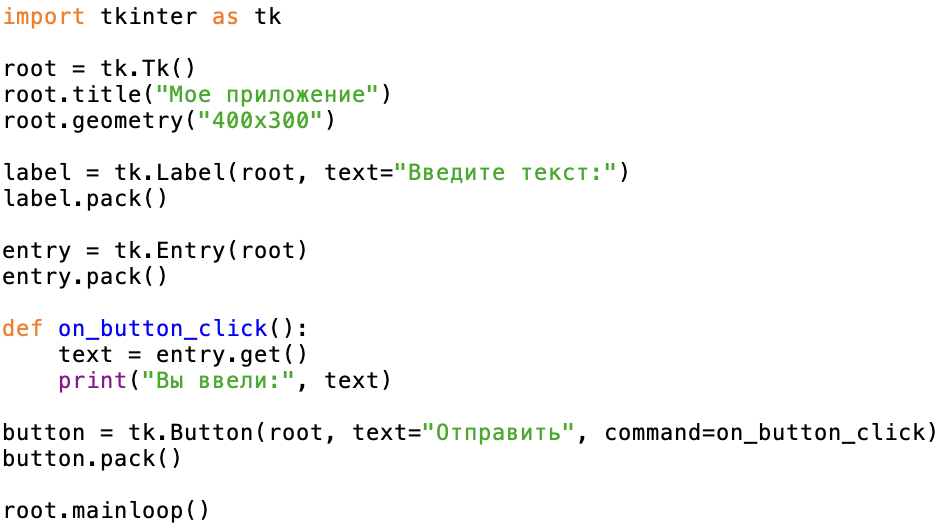 import tkinter as tk
root = tk.Tk()
root.title("Мое приложение")
root.geometry("400x300")
label = tk.Label(root, text="Введите текст:")
label.pack()
entry = tk.Entry(root)
entry.pack()
def on_button_click():
    text = entry.get()
    print("Вы ввели:", text)
button = tk.Button(root, text="Отправить", command=on_button_click)
button.pack()
root.mainloop()